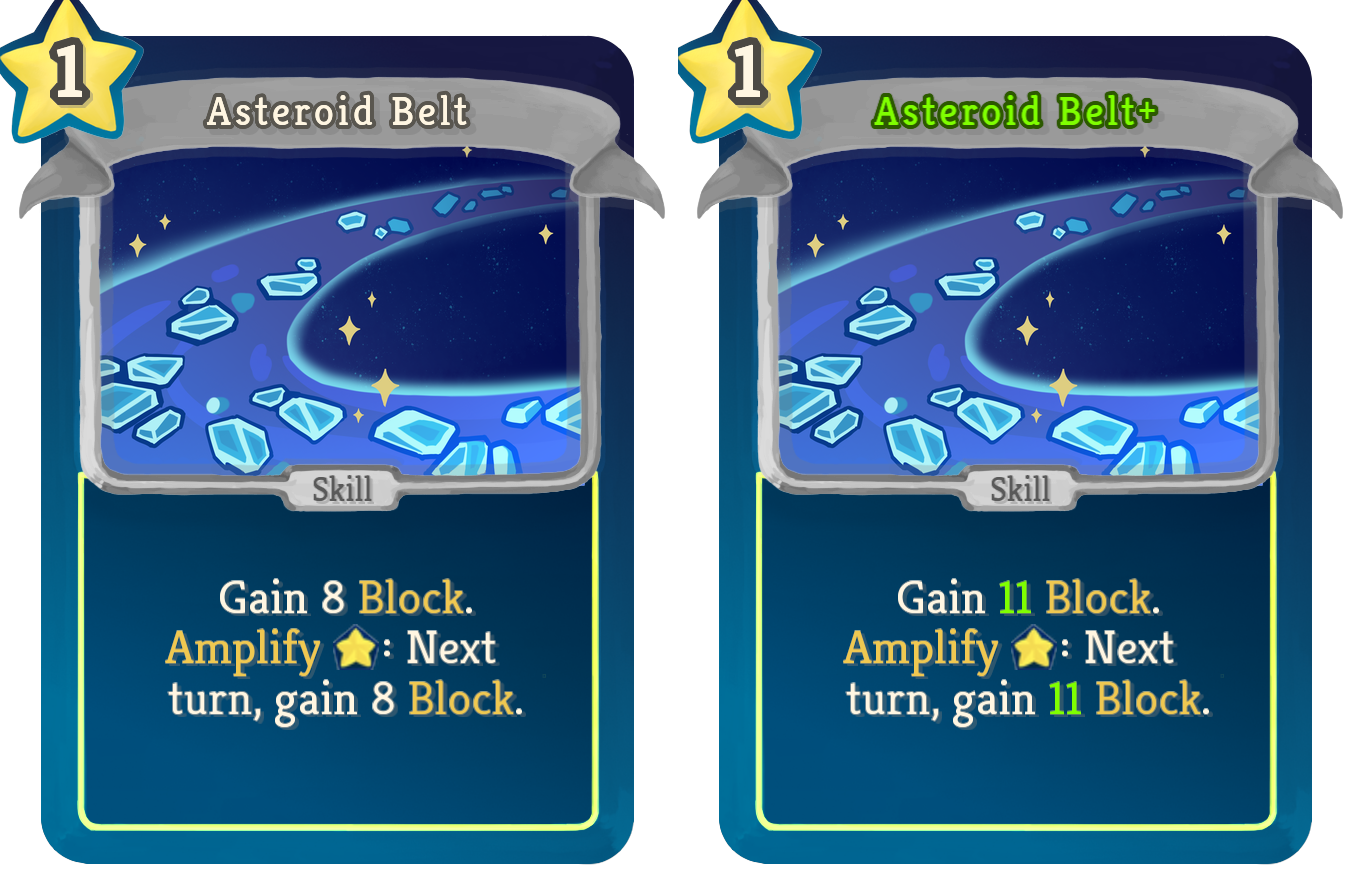 1
Asteroid Belt
Skill
Gain 8 Block.
Amplify : Next
turn, gain 8 Block.
1
Asteroid Belt+
Skill
Gain 11 Block.
Amplify : Next
turn, gain 11 Block.